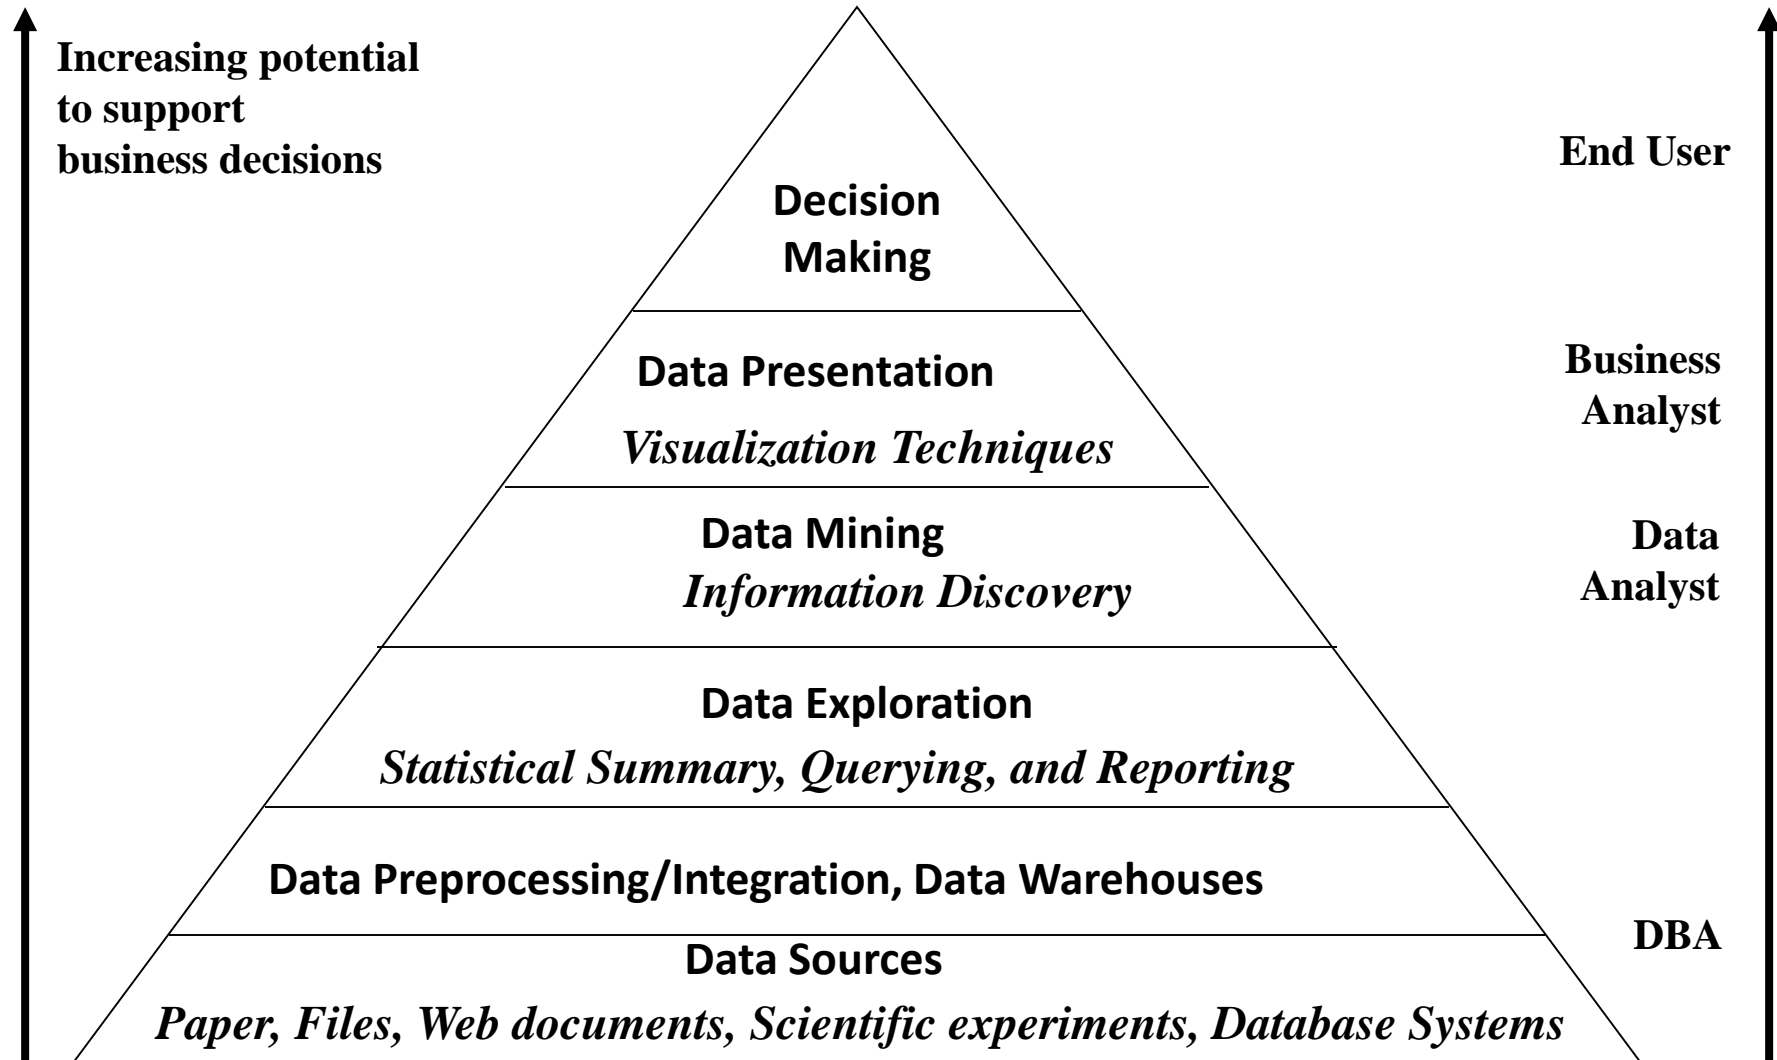 Increasing potential
to support
business decisions
End User
Decision
Making
Business
Analyst
Data Presentation
Visualization Techniques
Data
Analyst
Data Mining
Information Discovery
Data Exploration
Statistical Summary, Querying, and Reporting
Data Preprocessing/Integration, Data Warehouses
DBA
Data Sources
Paper, Files, Web documents, Scientific experiments, Database Systems